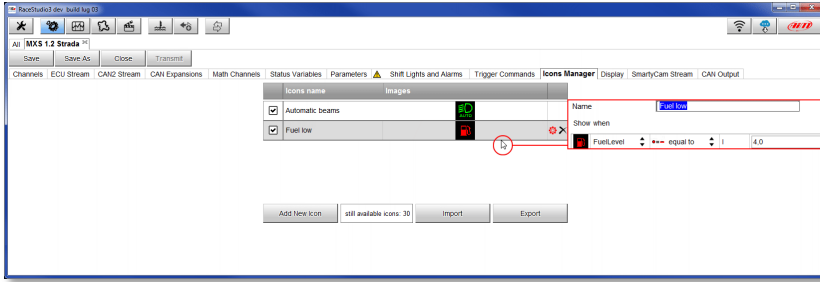 RaceStudio3 dev build lug 03
AiM
All MXS 1.2 Strada
Save Save As Close Transmit
Channels ECU Stream CAN2 Stream CAN Expansions Math Channels Status Variables Parameters Shift Lights and Alarms Trigger Commands Icons Manager Display SmartyCam Stream CAN Output
Icons name Images
Automatic beams AUTO
Fuel low
Name Fuel low
Show when
FuelLevel equal to l 4.0
Add New Icon still available icons: 30 Import Export